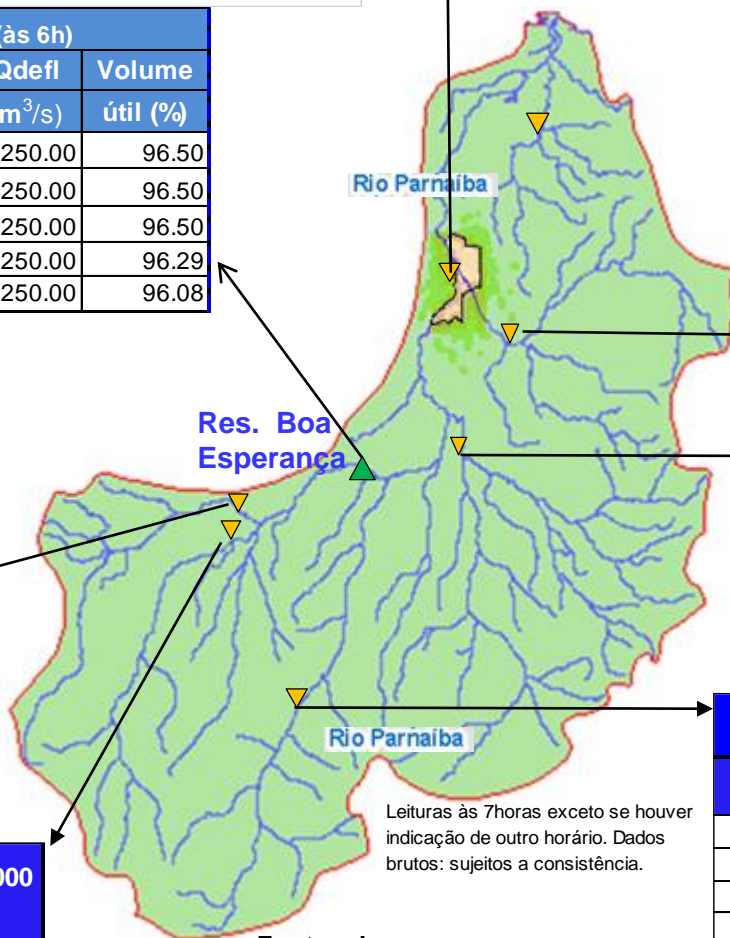 (às 6h)
Qdefl Volume
m³/s) útil (%)
250.00 96.50
250.00 96.50
250.00 96.50
250.00 96.29
250.00 96.08
Rio Parnaíba
Res. Boa
Esperança
Rio Parnaíba
Leituras às 7horas exceto se houver
indicação de outro horário. Dados
brutos: sujeitos a consistência.
000